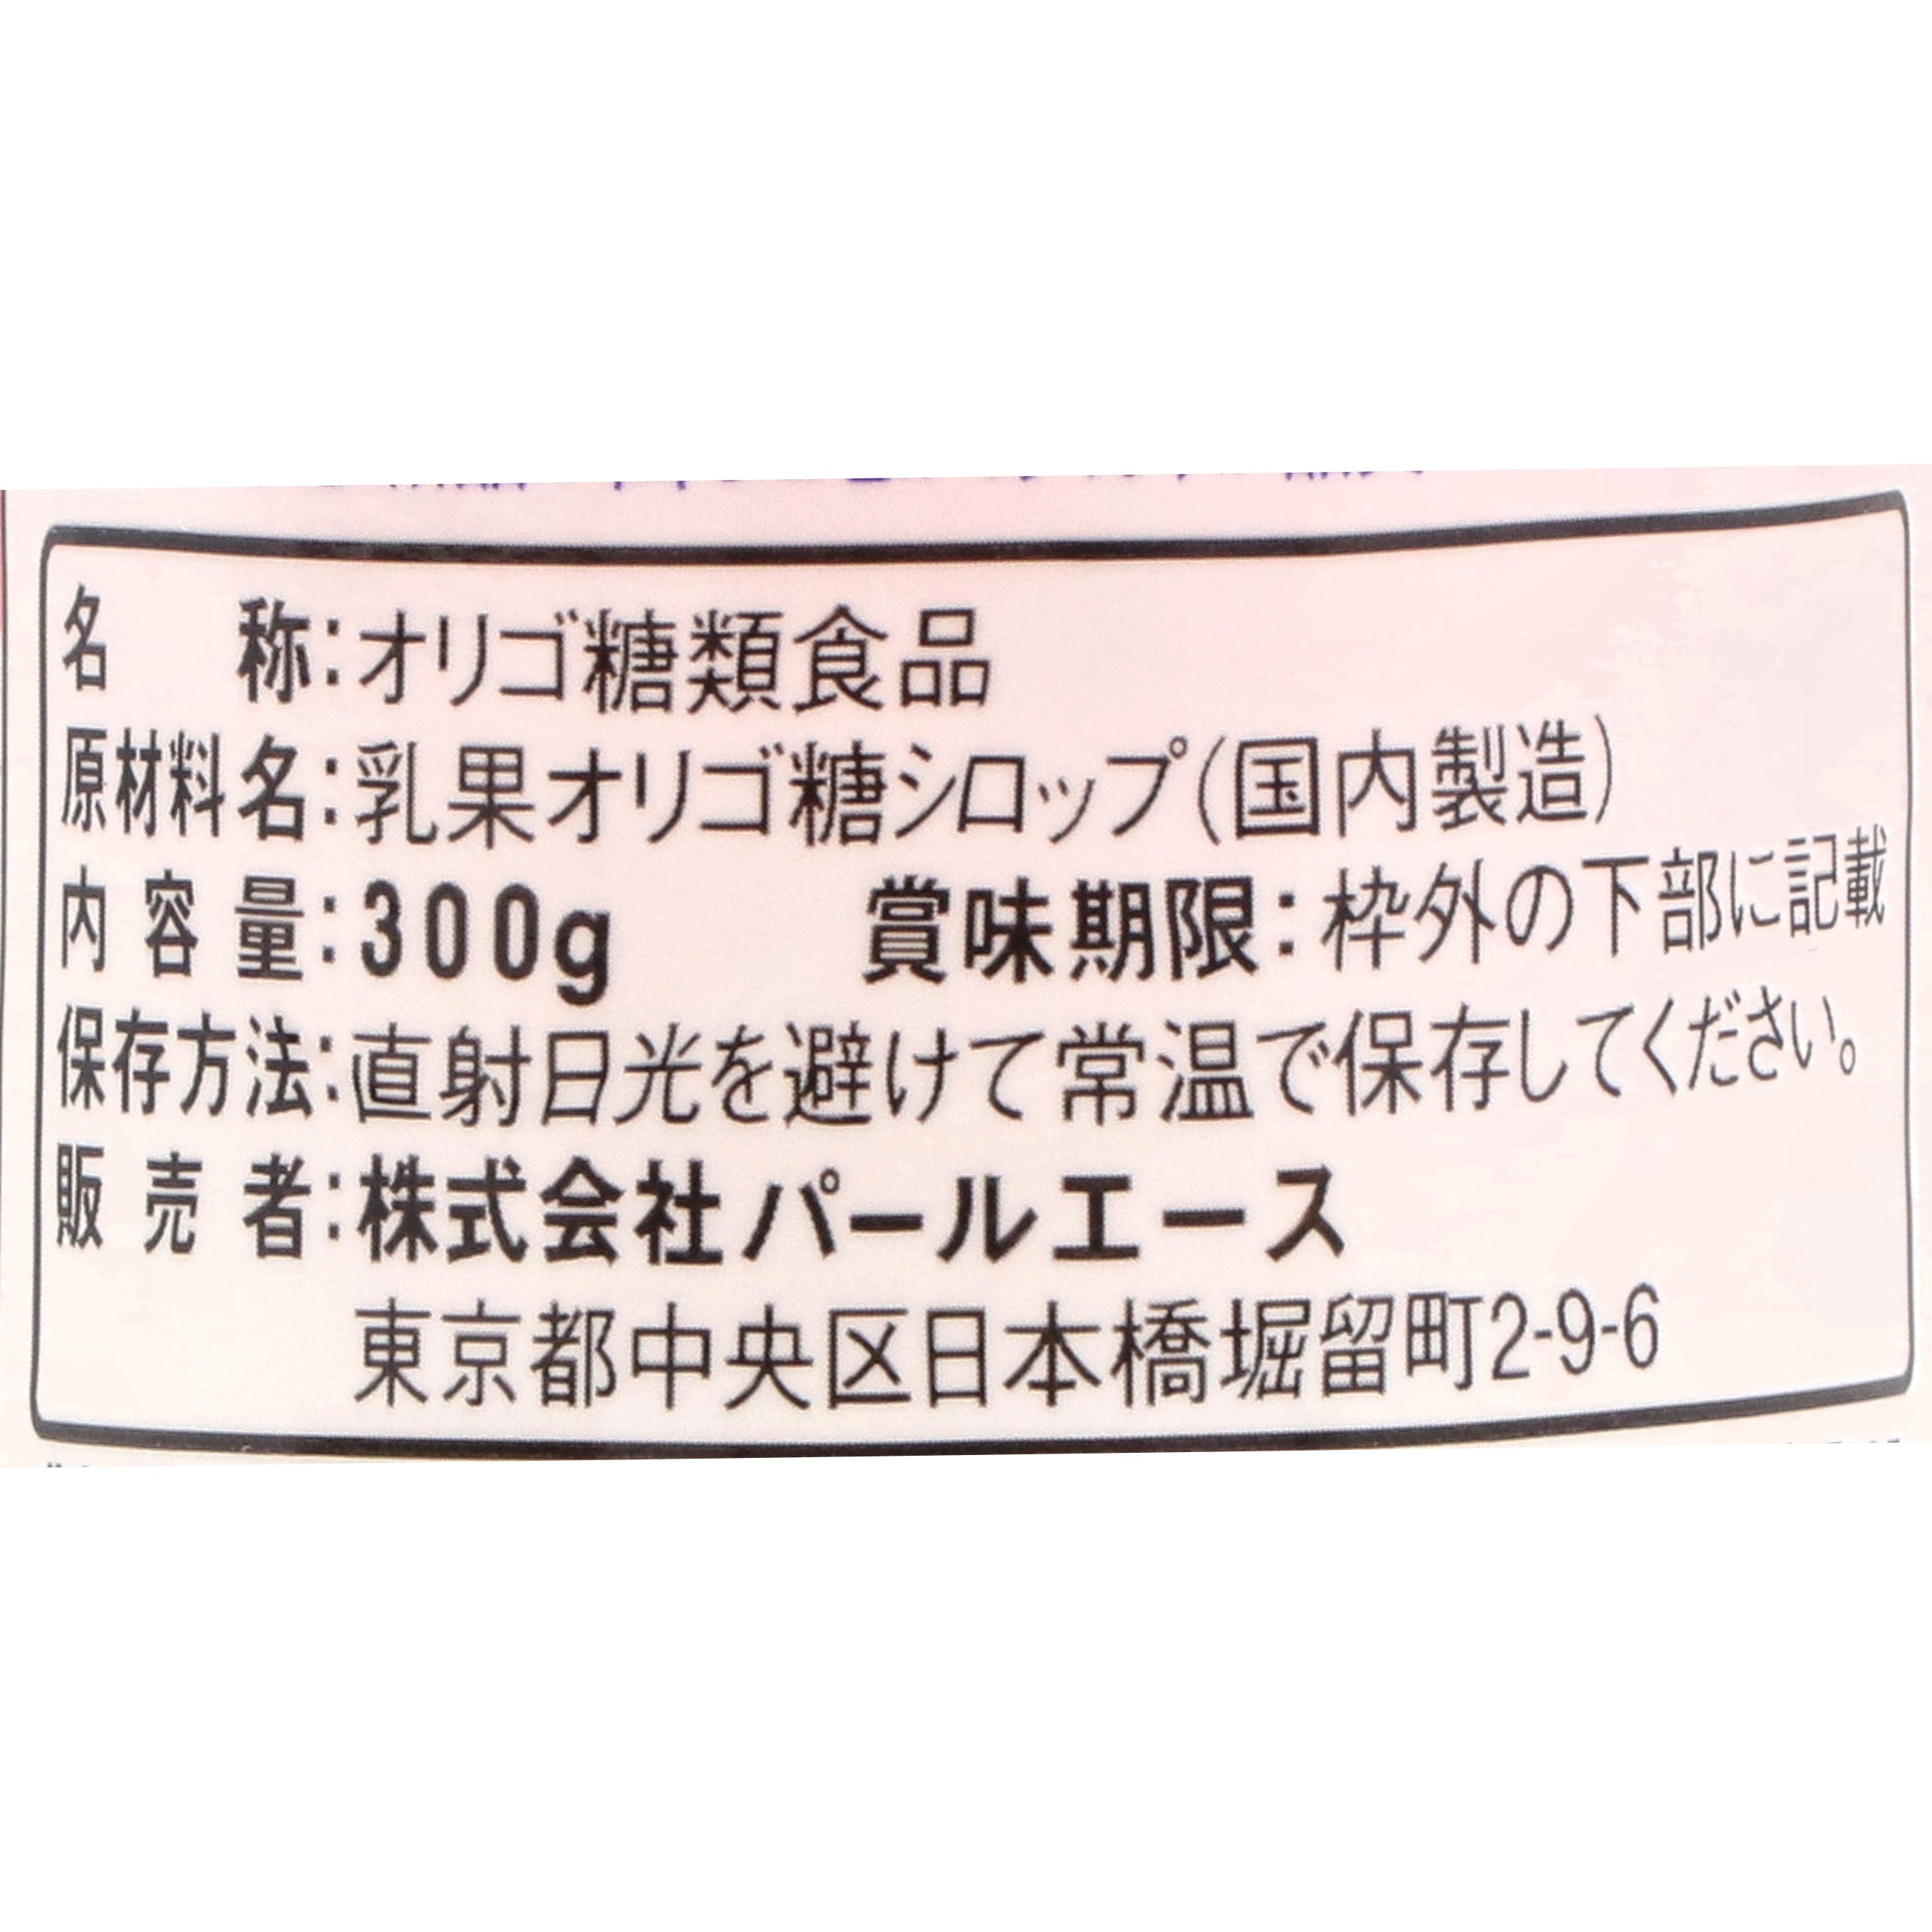 名称：オリゴ糖類食品
原材料名：乳果オリゴ糖シロップ（国内製造）
内容量：300g 賞味期限：枠外の下部に記載
保存方法：直射日光を避けて常温で保存してください。
販売者：株式会社パールエース
東京都中央区日本橋堀留町2-9-6